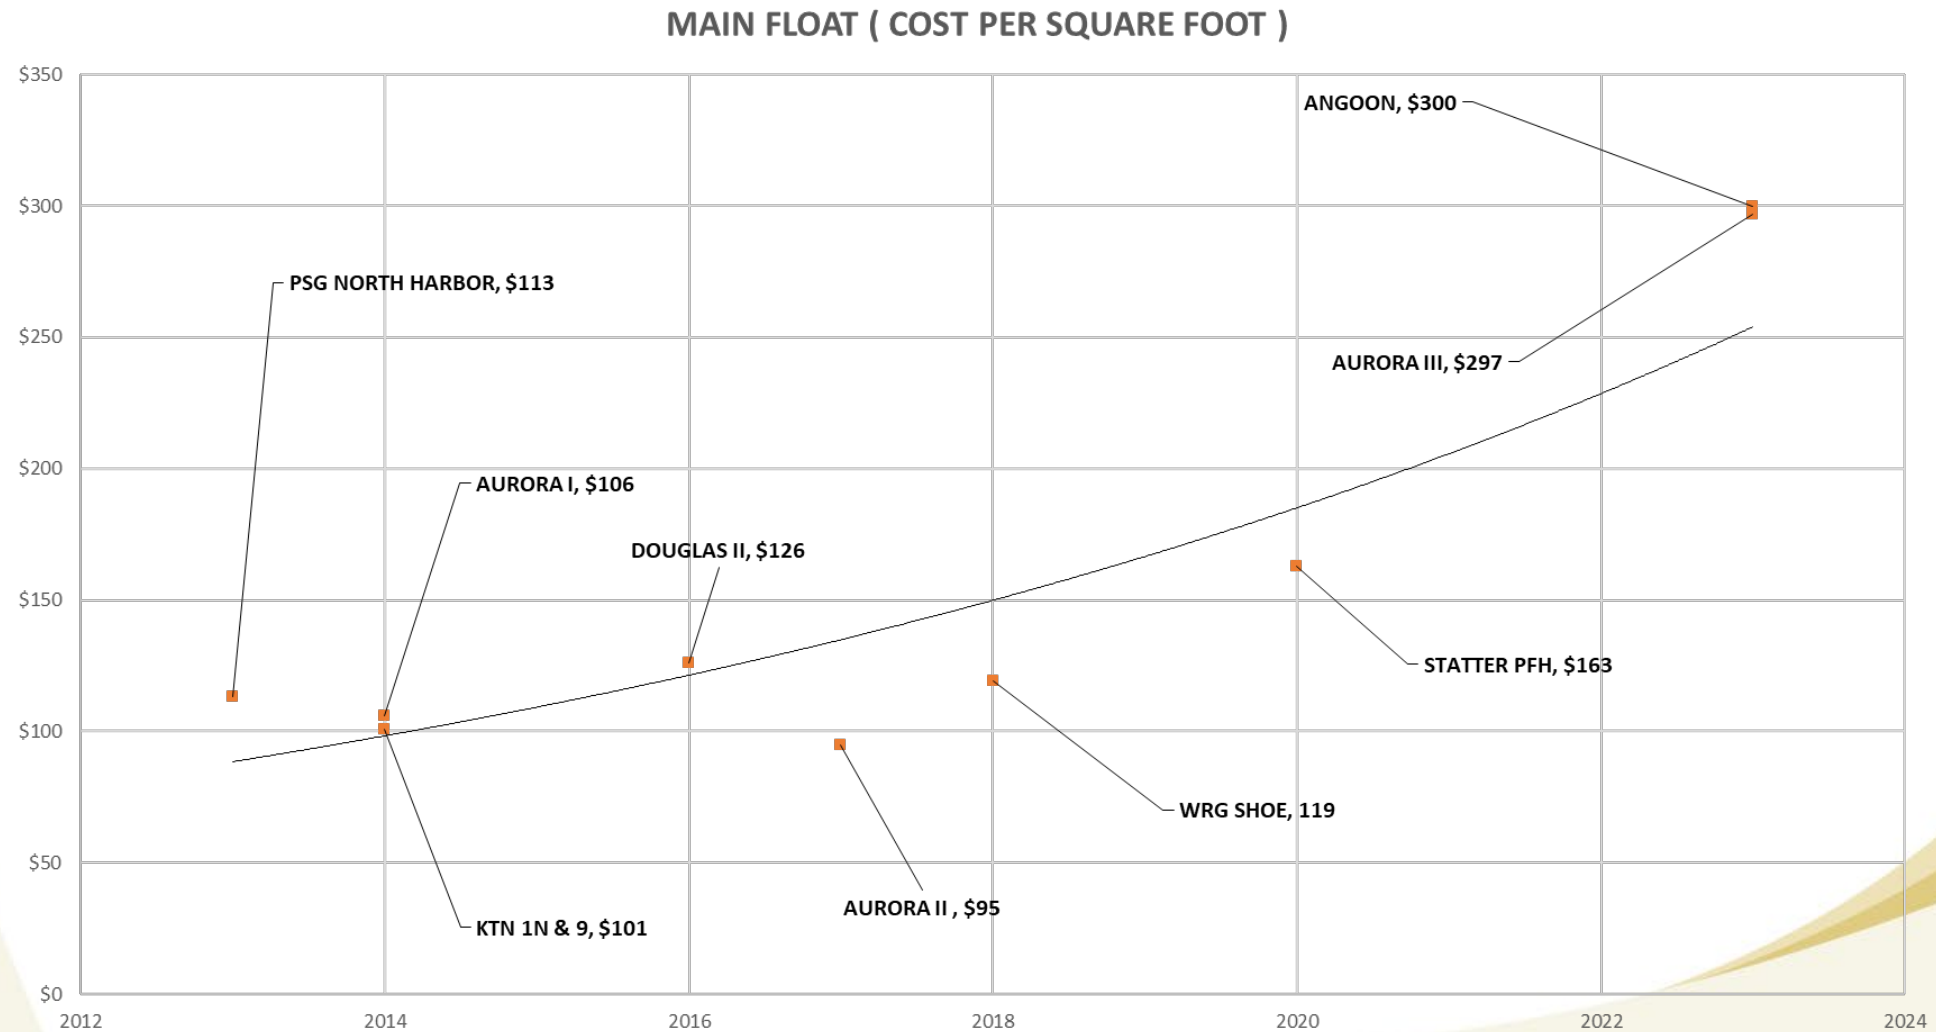 MAIN FLOAT ( COST PER SQUARE FOOT )
$350
ANGOON, $300
$300
PSG NORTH HARBOR, $113
$250
AURORA III, $297
$200
AURORA I, $106
DOUGLAS II, $126
$150
STATTER PFH, $163
$100
WRG SHOE, 119
$50
AURORA II , $95
KTN 1N & 9, $101
$0
2012 2014 2016 2018 2020 2022 2024